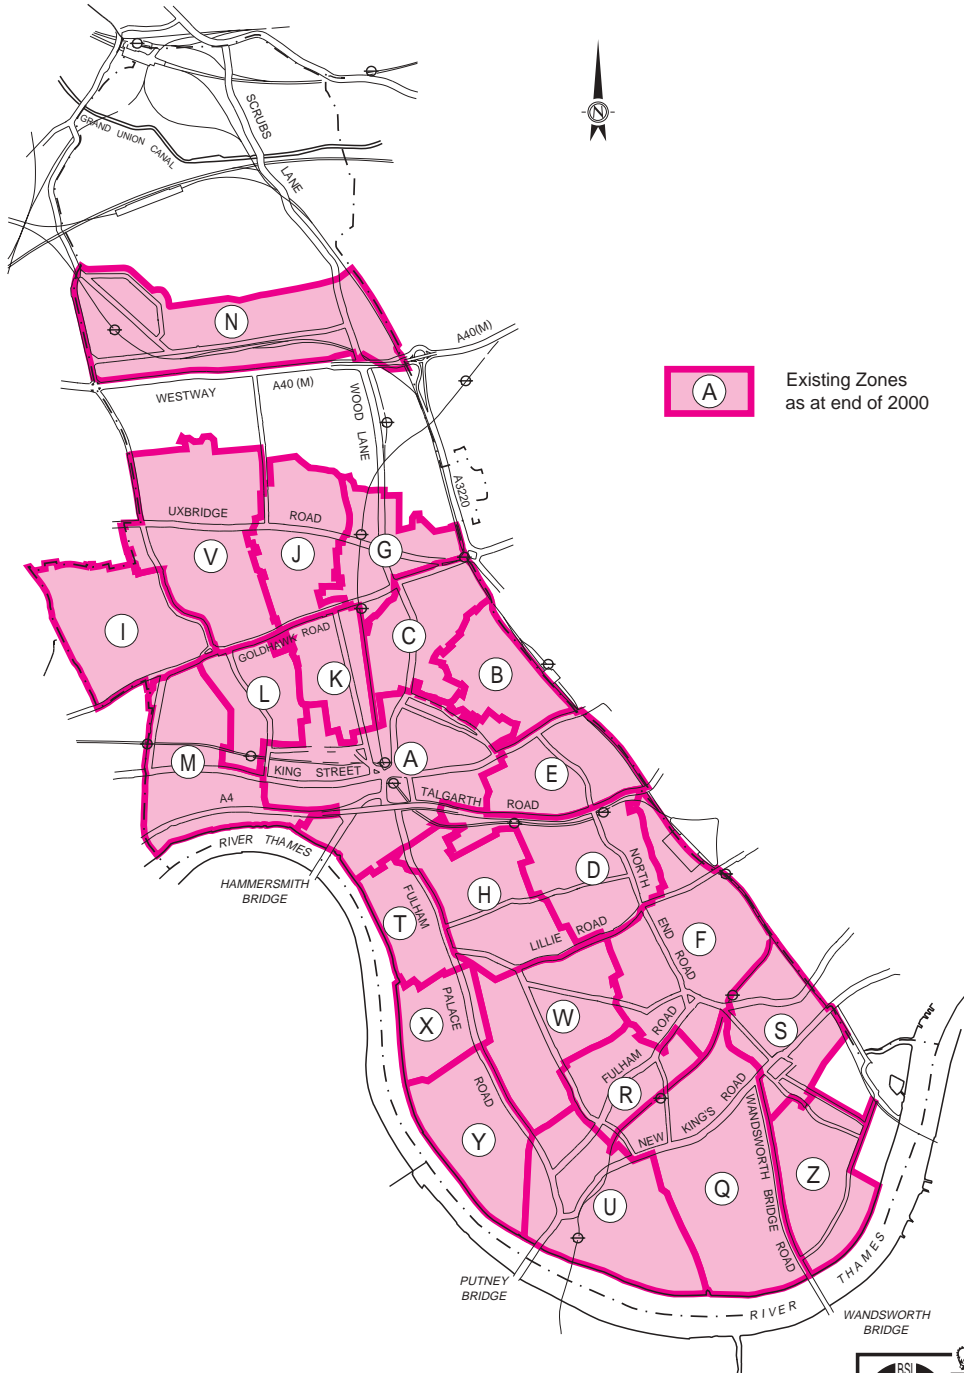 SCRUBS
LANE
GRAND UNION CANAL
N
N
A40(M)
A
Existing Zones
as at end of 2000
WESTWAY
A40 (M)
WOOD LANE
A3220
UXBRIDGE
ROAD
V
J
G
I
GOLDHAWK ROAD
C
B
L
K
M
A
KING STREET
E
A4
TALGARTH
ROAD
RIVER THAMES
HAMMERSMITH
BRIDGE
NORTH
END
ROAD
D
H
FULHAM
PALACE
ROAD
T
LILLIE ROAD
F
X
W
FULHAM
ROAD
S
R
NEW
KING'S ROAD
WANDSWORTH BRIDGE ROAD
Y
U
Q
Z
PUTNEY
BRIDGE
RIVER
THAMES
WANDSWORTH
BRIDGE
BSI